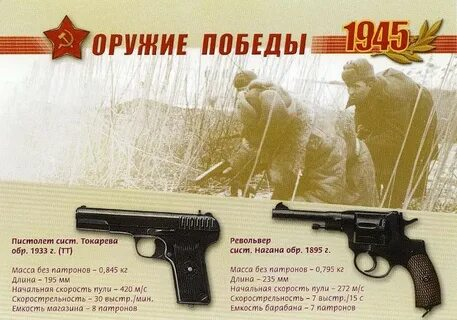 ОРУЖИЕ ПОБЕДЫ
1945
Пистолет сист. Токарева
обр. 1933 г. (ТТ)
Масса без патронов – 0,845 кг
Длина – 195 мм
Начальная скорость пули – 420 м/с
Скорострельность – 30 выстр./мин.
Емкость магазина – 8 патронов
Револьвер
сист. Нагана обр. 1895 г.
Масса без патронов – 0,795 кг
Длина – 235 мм
Начальная скорость пули – 272 м/с
Скорострельность – 7 выстр./15 с
Емкость барабана – 7 патронов